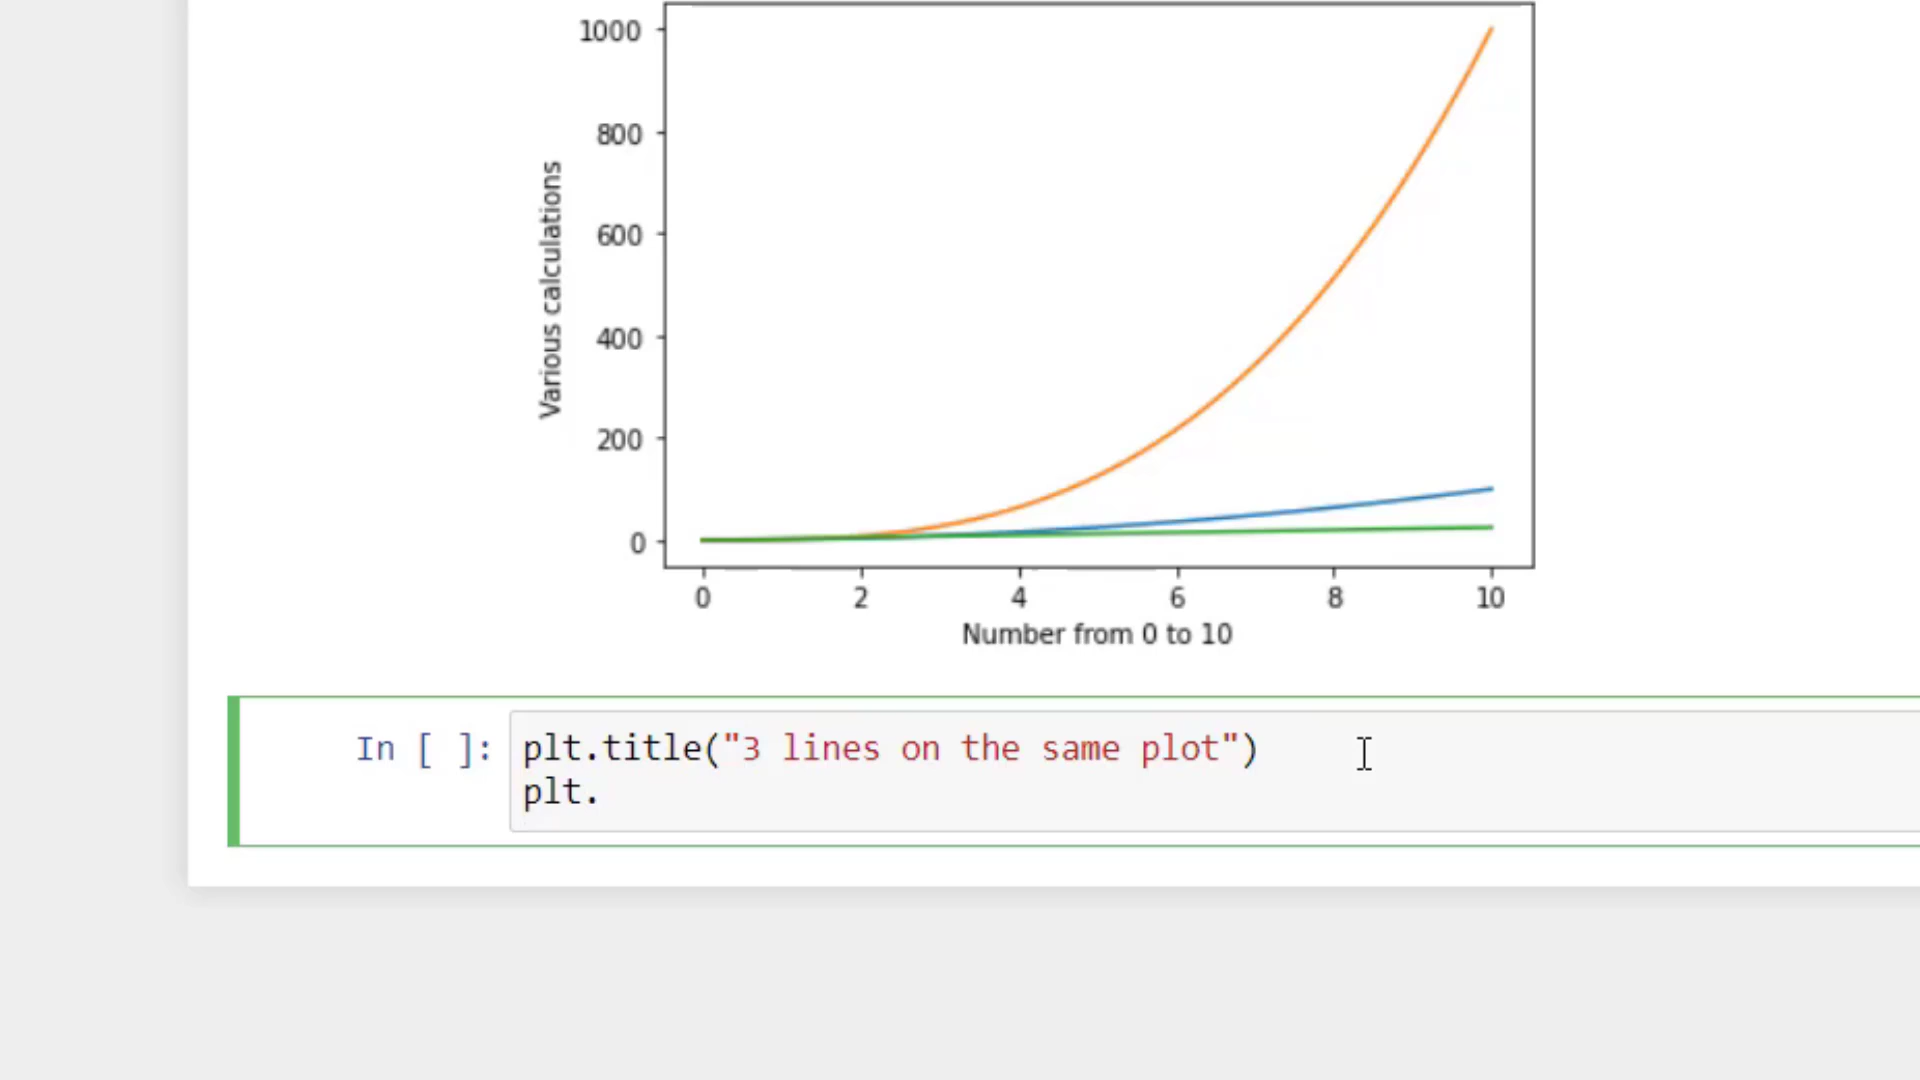 1000
800
600
400
200
0
Various calculations
0 2 4 6 8 10
Number from 0 to 10
In [ ]: plt.title("3 lines on the same plot")
plt.